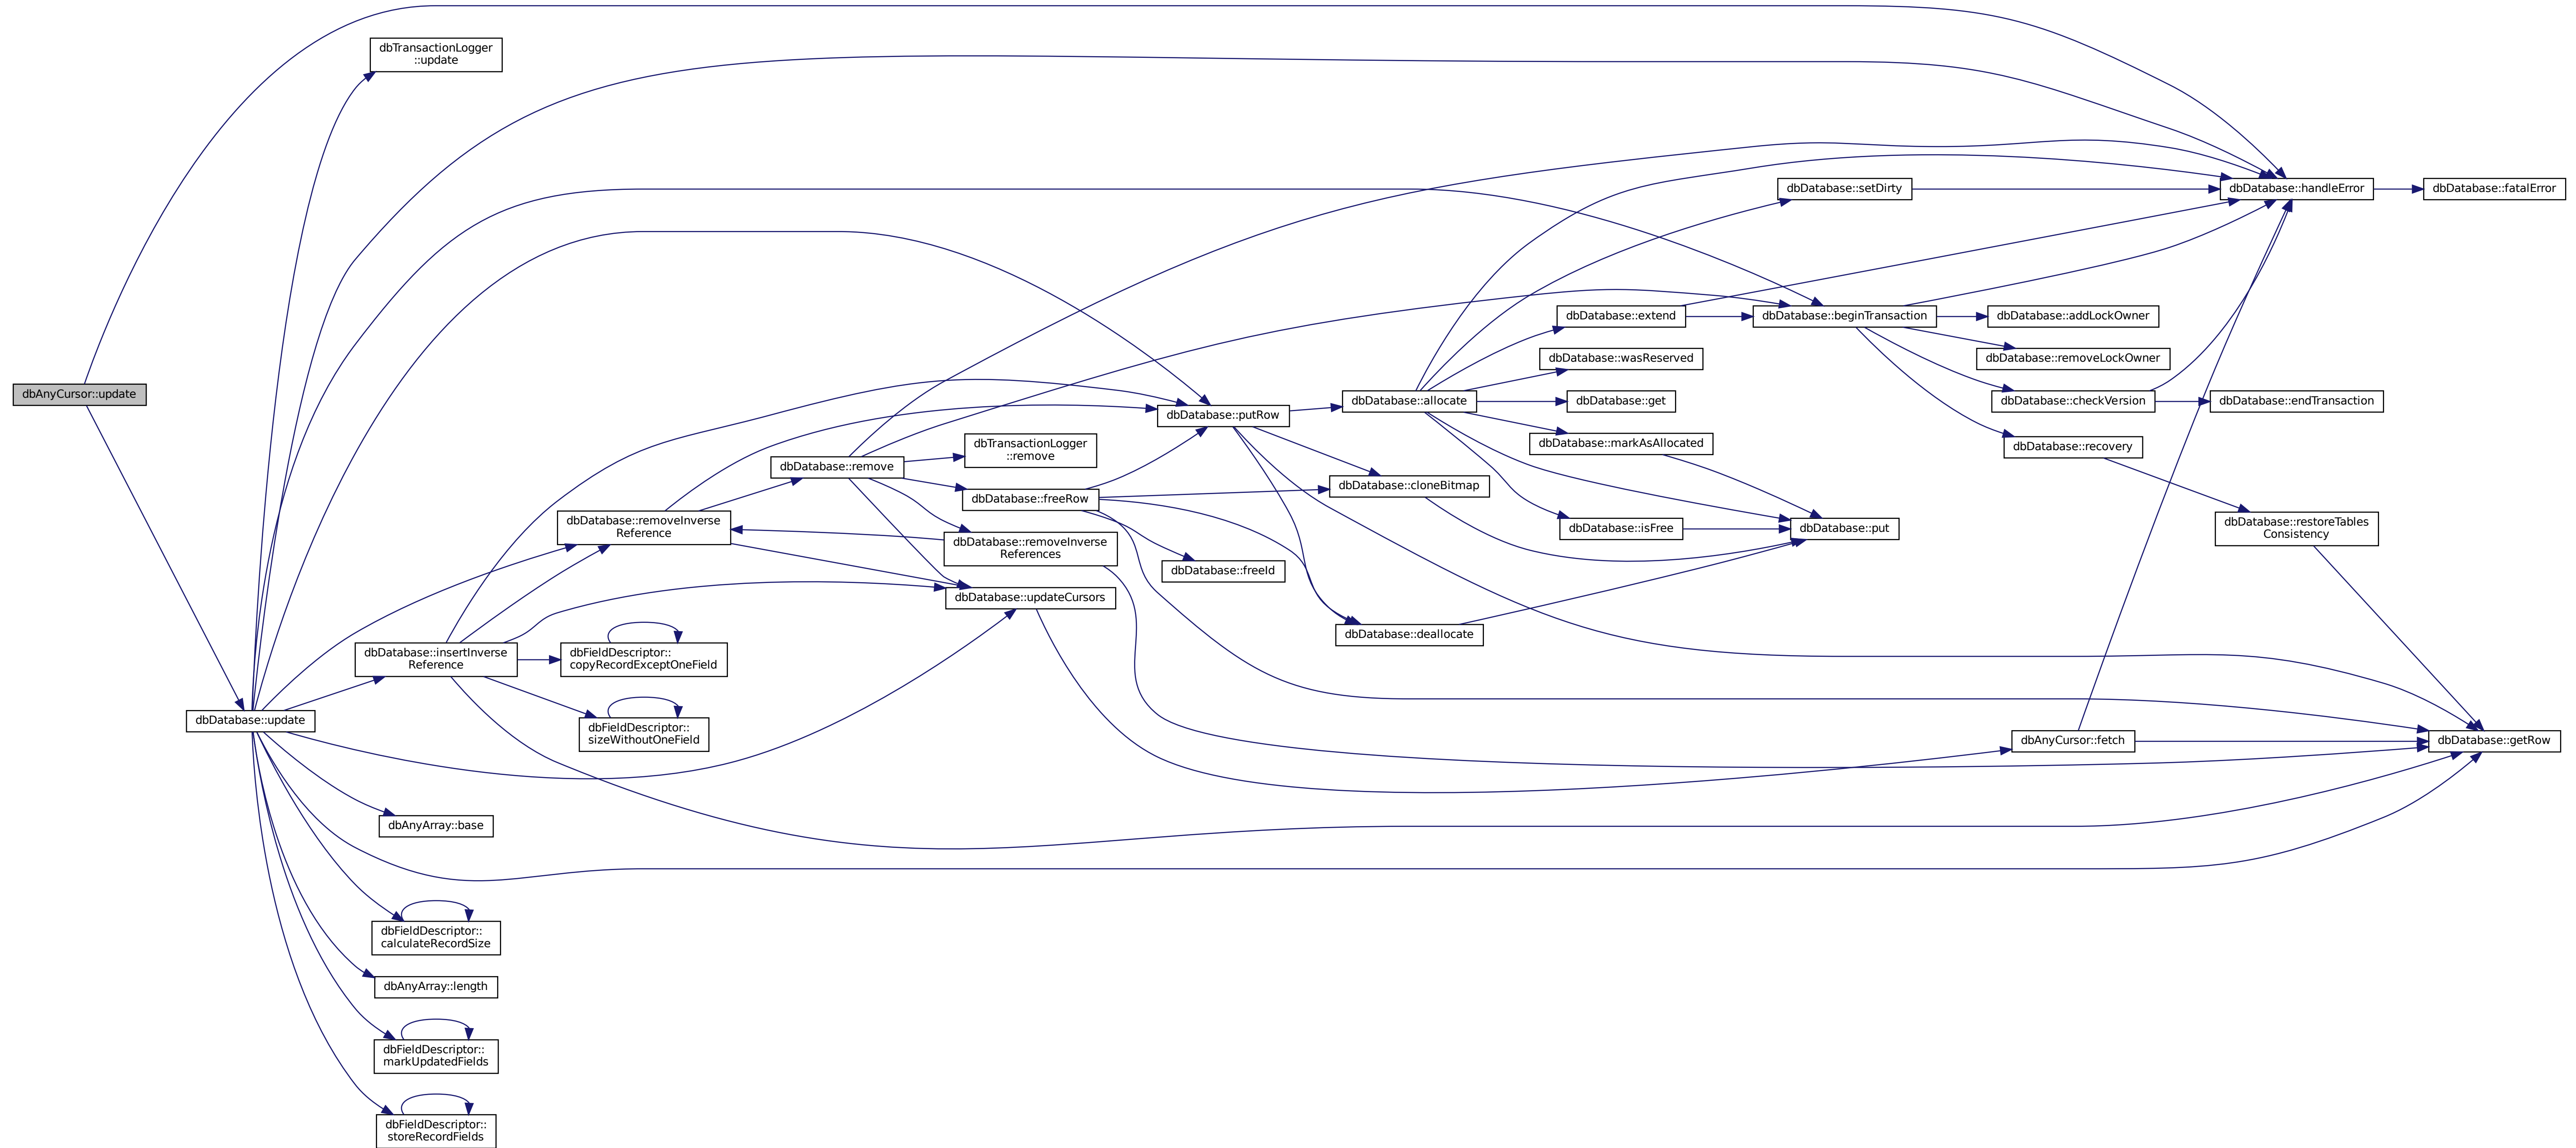 dbAnyCursor::update
dbDatabase::update
dbTransactionLogger
::update
dbDatabase::insertInverse
Reference
dbAnyArray::base
dbFieldDescriptor::
calculateRecordSize
dbAnyArray::length
dbFieldDescriptor::
markUpdatedFields
dbFieldDescriptor::
storeRecordFields
dbDatabase::removeInverse
Reference
dbFieldDescriptor::
copyRecordExceptOneField
dbFieldDescriptor::
sizeWithoutOneField
dbDatabase::remove
dbTransactionLogger
::remove
dbDatabase::freeRow
dbDatabase::removeInverse
References
dbDatabase::updateCursors
dbDatabase::putRow
dbDatabase::freeId
dbDatabase::allocate
dbDatabase::cloneBitmap
dbDatabase::deallocate
dbDatabase::extend
dbDatabase::wasReserved
dbDatabase::get
dbDatabase::markAsAllocated
dbDatabase::isFree
dbDatabase::setDirty
dbDatabase::beginTransaction
dbDatabase::put
dbDatabase::addLockOwner
dbDatabase::removeLockOwner
dbDatabase::checkVersion
dbDatabase::recovery
dbAnyCursor::fetch
dbDatabase::handleError
dbDatabase::endTransaction
dbDatabase::restoreTables
Consistency
dbDatabase::fatalError
dbDatabase::getRow